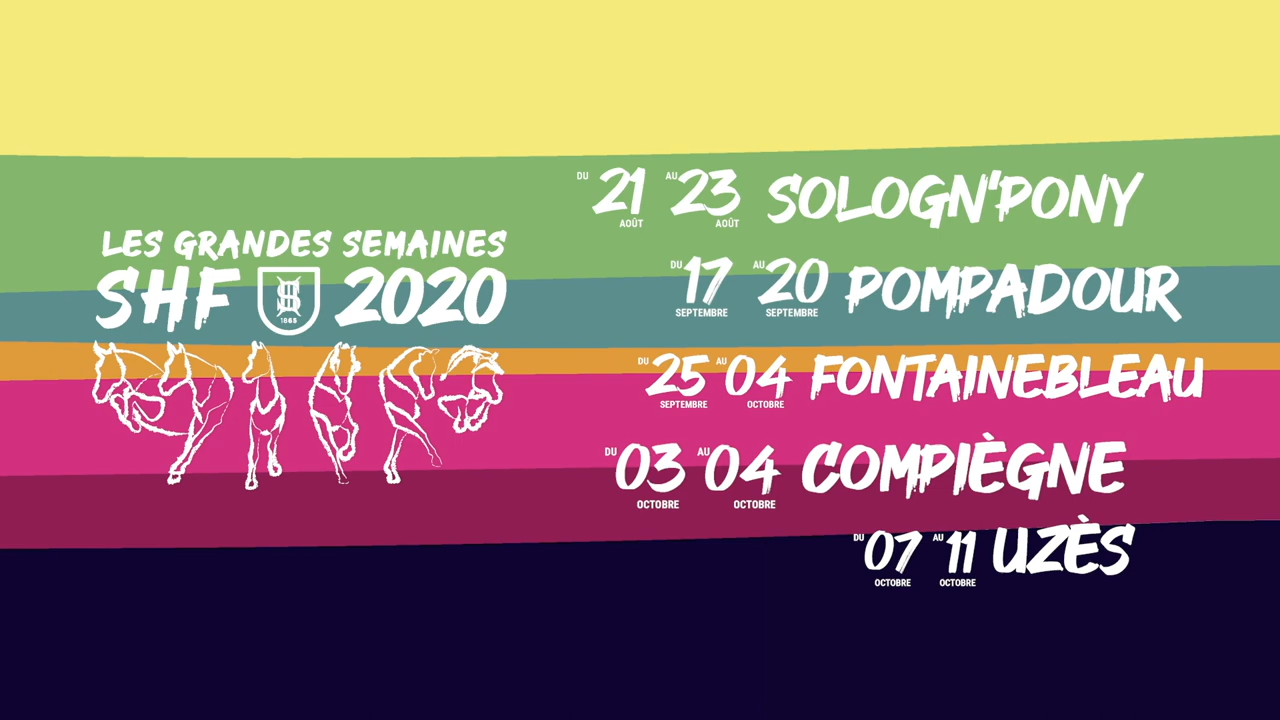 LES GRANDES SEMAINES
SHF 1865 2020
DU 21 AOÛT AU 23 AOÛT SOLOGN'PONY
DU 17 SEPTEMBRE AU 20 SEPTEMBRE POMPADOUR
DU 25 SEPTEMBRE AU 04 OCTOBRE FONTAINEBLEAU
DU 03 OCTOBRE AU 04 OCTOBRE COMPIÈGNE
DU 07 OCTOBRE AU 11 OCTOBRE UZÈS